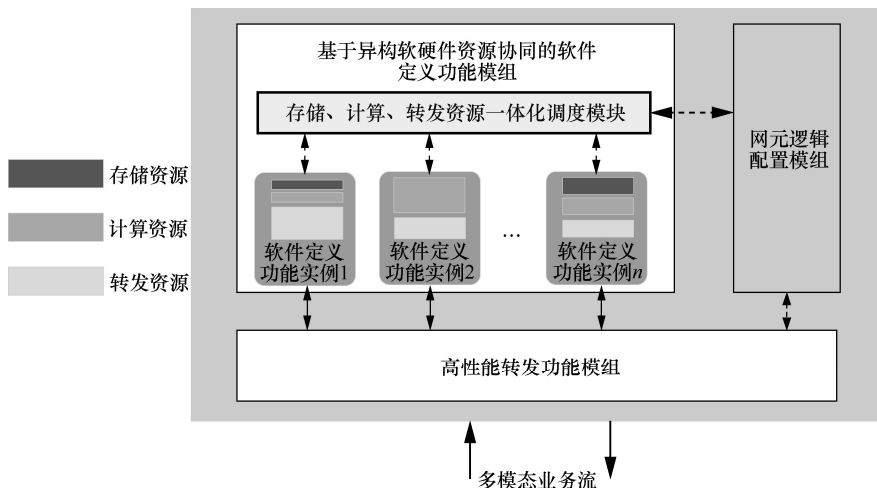 基于异构软硬件资源协同的软件
定义功能模组
存储、计算、转发资源一体化调度模块
网元逻辑
配置模组
存储资源
计算资源
转发资源
软件定义
功能实例1
软件定义
功能实例2
...
软件定义
功能实例n
高性能转发功能模组
多模态业务流